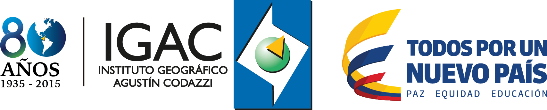 80
AÑOS
1935 - 2015
IGAC
INSTITUTO GEOGRÁFICO
AGUSTÍN CODAZZI
TODOS POR UN
NUEVO PAÍS
PAZ EQUIDAD EDUCACIÓN